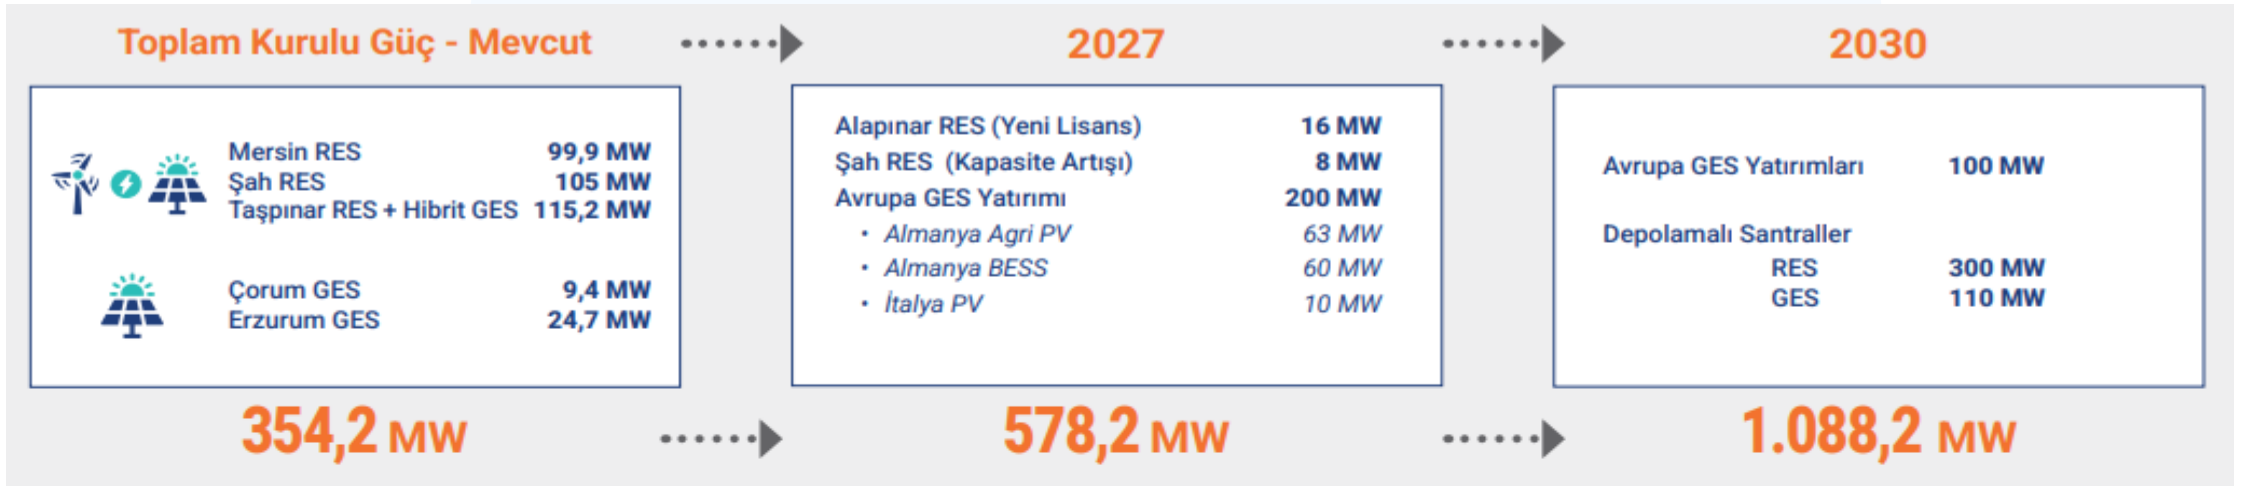 Toplam Kurulu Güç - Mevcut
Mersin RES 99,9 MW
Şah RES 105 MW
Taşpınar RES + Hibrit GES 115,2 MW
Çorum GES 9,4 MW
Erzurum GES 24,7 MW
354,2 MW
2027
Alapınar RES (Yeni Lisans) 16 MW
Şah RES (Kapasite Artışı) 8 MW
Avrupa GES Yatırımı 200 MW
• Almanya Agri PV 63 MW
• Almanya BESS 60 MW
• İtalya PV 10 MW
578,2 MW
2030
Avrupa GES Yatırımları 100 MW
Depolamalı Santraller
RES 300 MW
GES 110 MW
1.088,2 MW